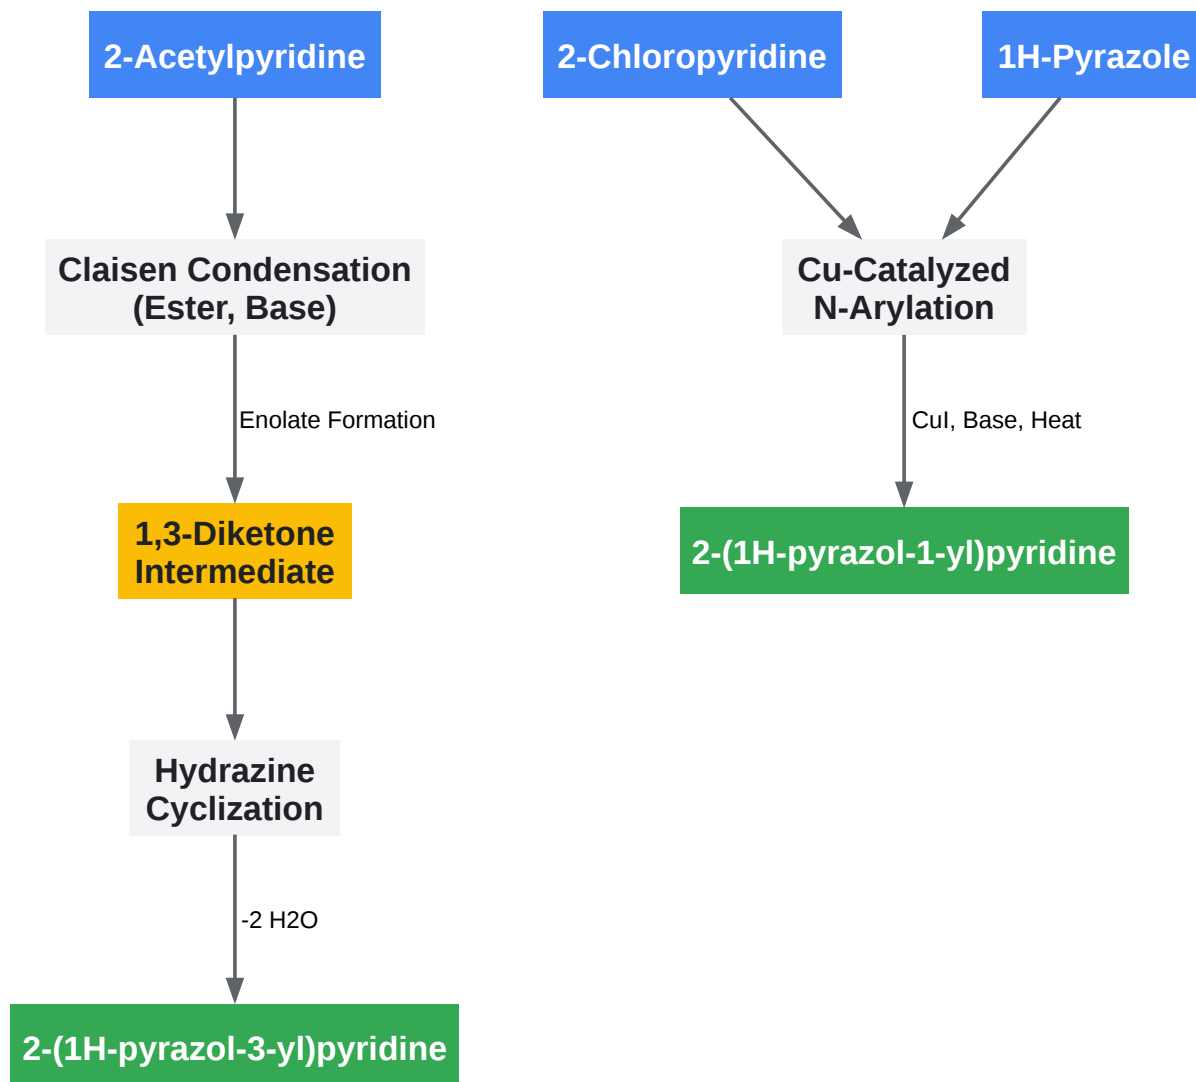 2-Acetylpyridine
2-Chloropyridine
1H-Pyrazole
Claisen Condensation
(Ester, Base)
Cu-Catalyzed
N-Arylation
Enolate Formation
CuI, Base, Heat
1,3-Diketone
Intermediate
2-(1H-pyrazol-1-yl)pyridine
Hydrazine
Cyclization
-2 H2O
2-(1H-pyrazol-3-yl)pyridine